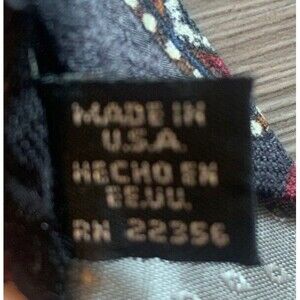 MADE IN
U.S.A.
HECHO EN
EE.UU.
RN 22356